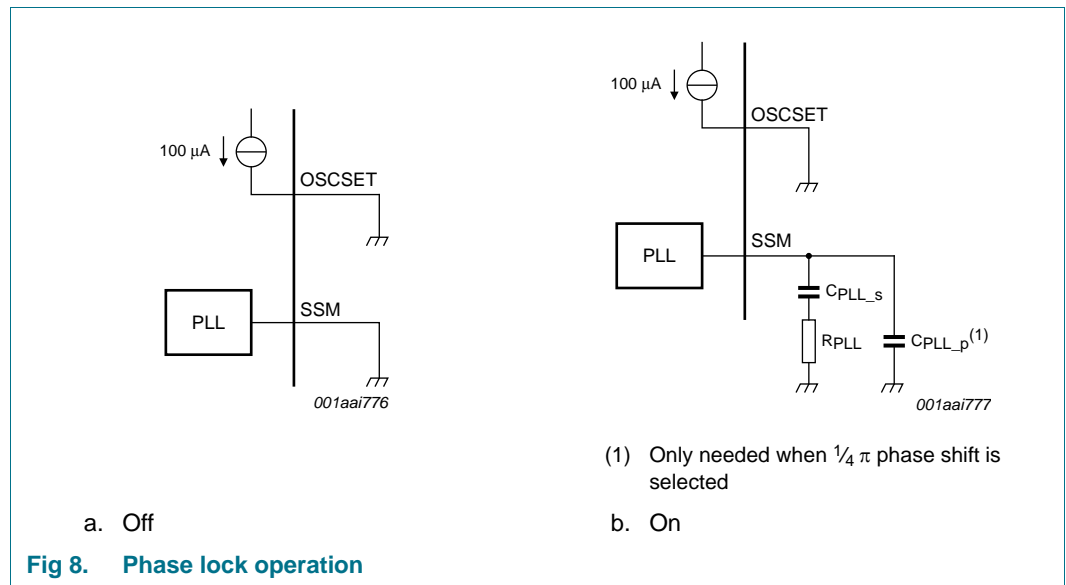 100 μA
OSCSET
PLL
SSM
001aai776
100 μA
OSCSET
PLL
SSM
CPLL_s
RPLL
CPLL_p(1)
001aai777
(1) Only needed when ¼ π phase shift is
selected
a. Off
b. On
Fig 8. Phase lock operation